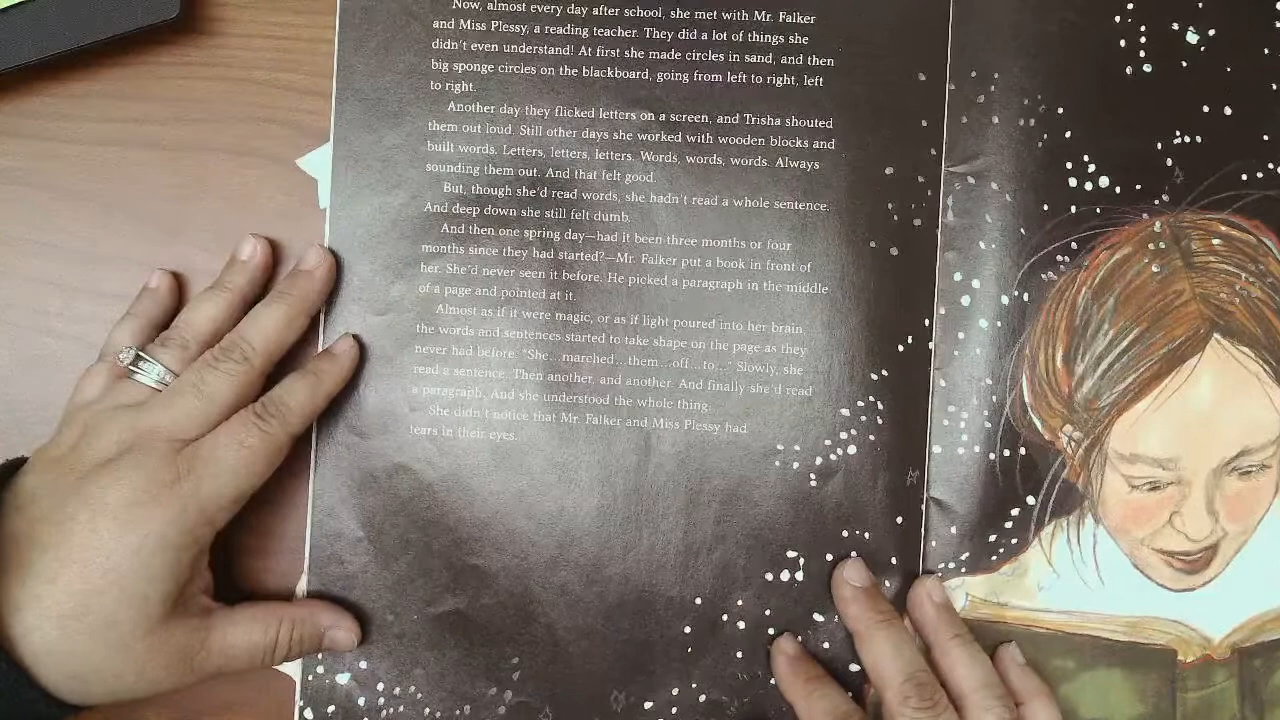 Now, almost every day after school, she met with Mr. Falker
and Miss Plessy, a reading teacher. They did a lot of things she
didn't even understand! At first she made circles in sand, and then
big sponge circles on the blackboard, going from left to right, left
to right.
Another day they flicked letters on a screen, and Trisha shouted
them out loud. Still other days she worked with wooden blocks and
built words. Letters, letters, letters. Words, words, words. Always
sounding them out. And that felt good.
But, though she'd read words, she hadn't read a whole sentence.
And deep down she still felt dumb.
And then one spring day—had it been three months or four
months since they had started?—Mr. Falker put a book in front of
her. She'd never seen it before. He picked a paragraph in the middle
of a page and pointed at it.
Almost as if it were magic, or as if light poured into her brain,
the words and sentences started to take shape on the page as they
never had before. "She...marched...them...off...to..." Slowly, she
read a sentence. Then another, and another. And finally she'd read
a paragraph. And she understood the whole thing.
She didn't notice that Mr. Falker and Miss Plessy had
tears in their eyes.